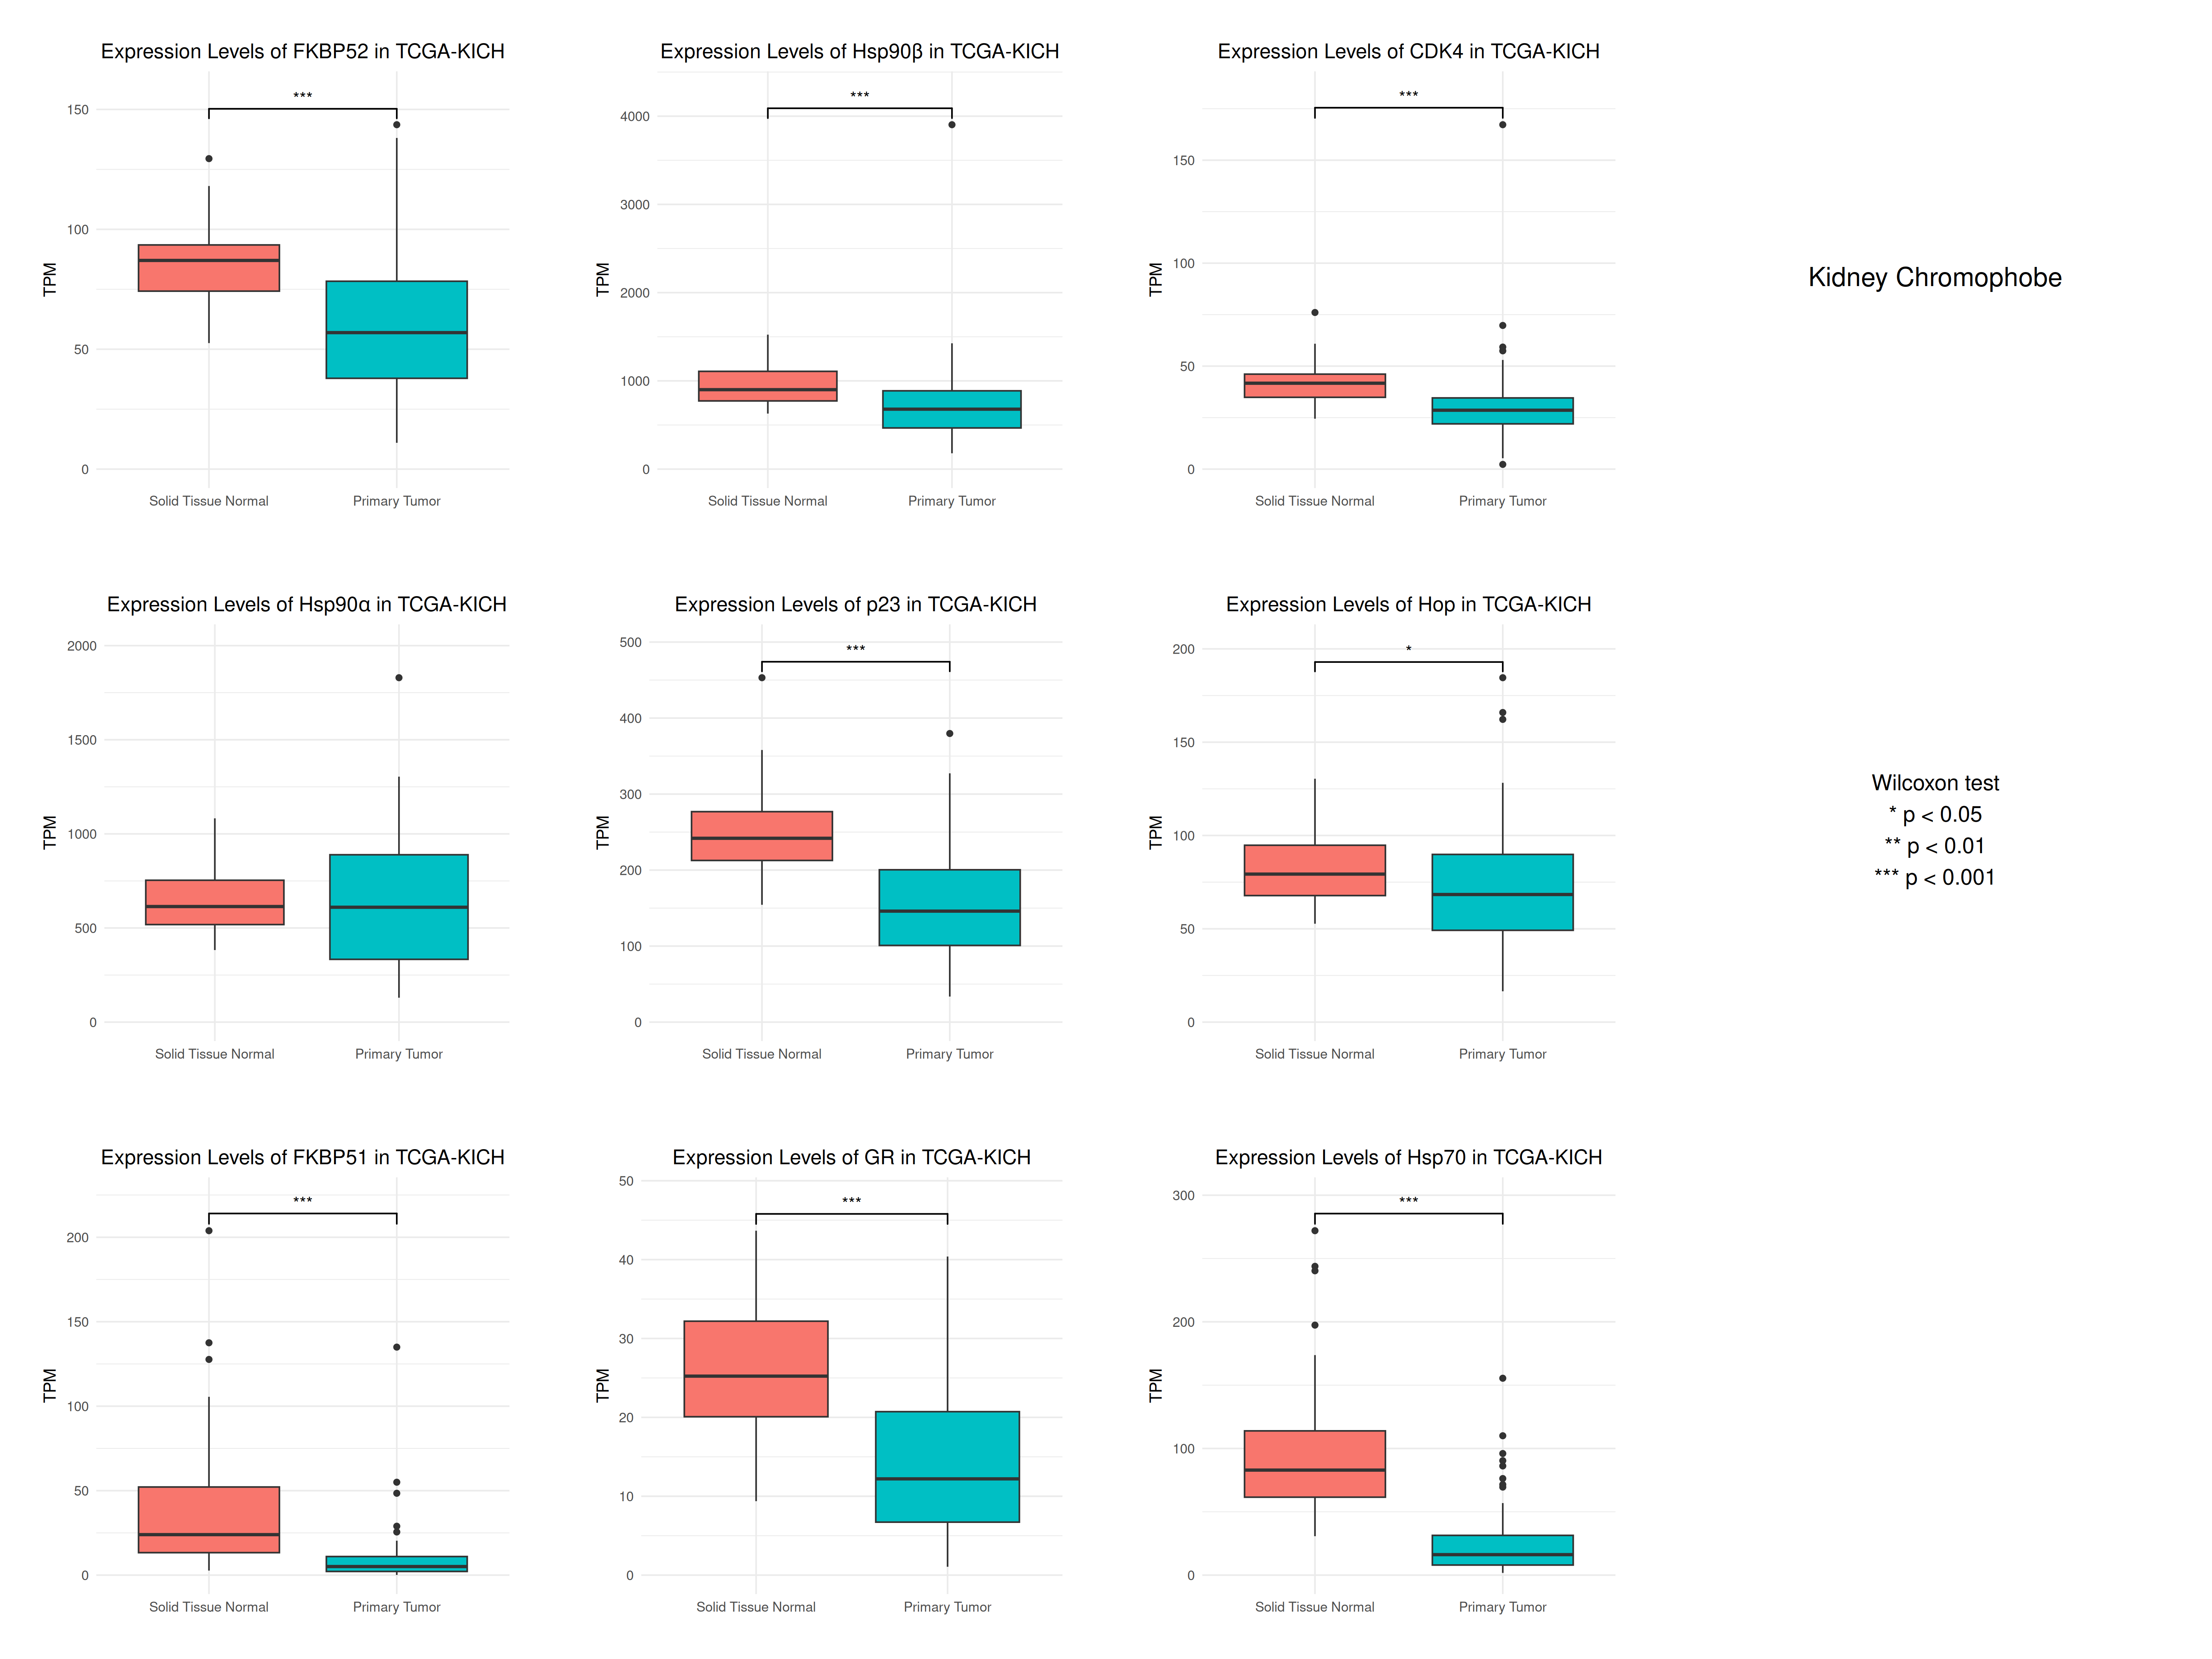 Expression Levels of FKBP52 in TCGA-KICH
***
150
100
50
0
TPM
Solid Tissue Normal
Primary Tumor
Expression Levels of Hsp90β in TCGA-KICH
***
4000
3000
2000
1000
0
TPM
Solid Tissue Normal
Primary Tumor
Expression Levels of CDK4 in TCGA-KICH
***
150
100
50
0
TPM
Solid Tissue Normal
Primary Tumor
Kidney Chromophobe
Expression Levels of Hsp90α in TCGA-KICH
2000
1500
1000
500
0
TPM
Solid Tissue Normal
Primary Tumor
Expression Levels of p23 in TCGA-KICH
***
500
400
300
200
100
0
TPM
Solid Tissue Normal
Primary Tumor
Expression Levels of Hop in TCGA-KICH
*
200
150
100
50
0
TPM
Solid Tissue Normal
Primary Tumor
Wilcoxon test
* p < 0.05
** p < 0.01
*** p < 0.001
Expression Levels of FKBP51 in TCGA-KICH
***
200
150
100
50
0
TPM
Solid Tissue Normal
Primary Tumor
Expression Levels of GR in TCGA-KICH
***
50
40
30
20
10
0
TPM
Solid Tissue Normal
Primary Tumor
Expression Levels of Hsp70 in TCGA-KICH
***
300
200
100
0
TPM
Solid Tissue Normal
Primary Tumor